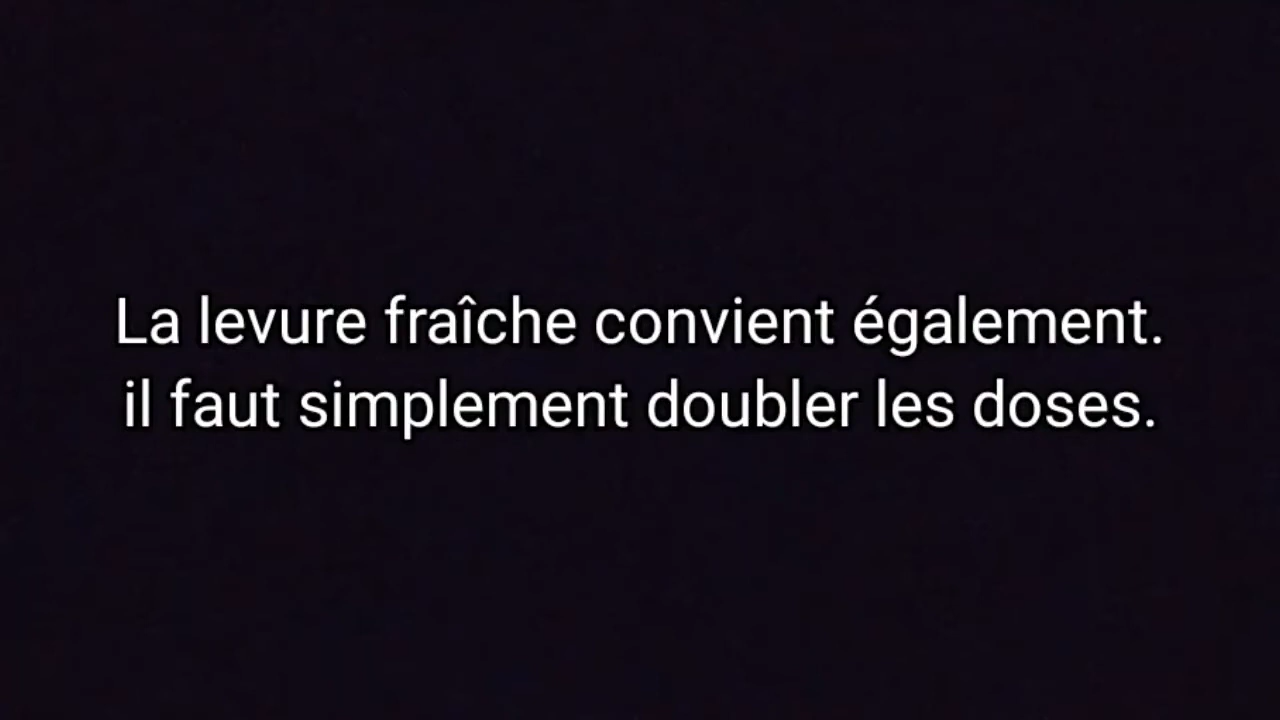 La levure fraîche convient également.
il faut simplement doubler les doses.